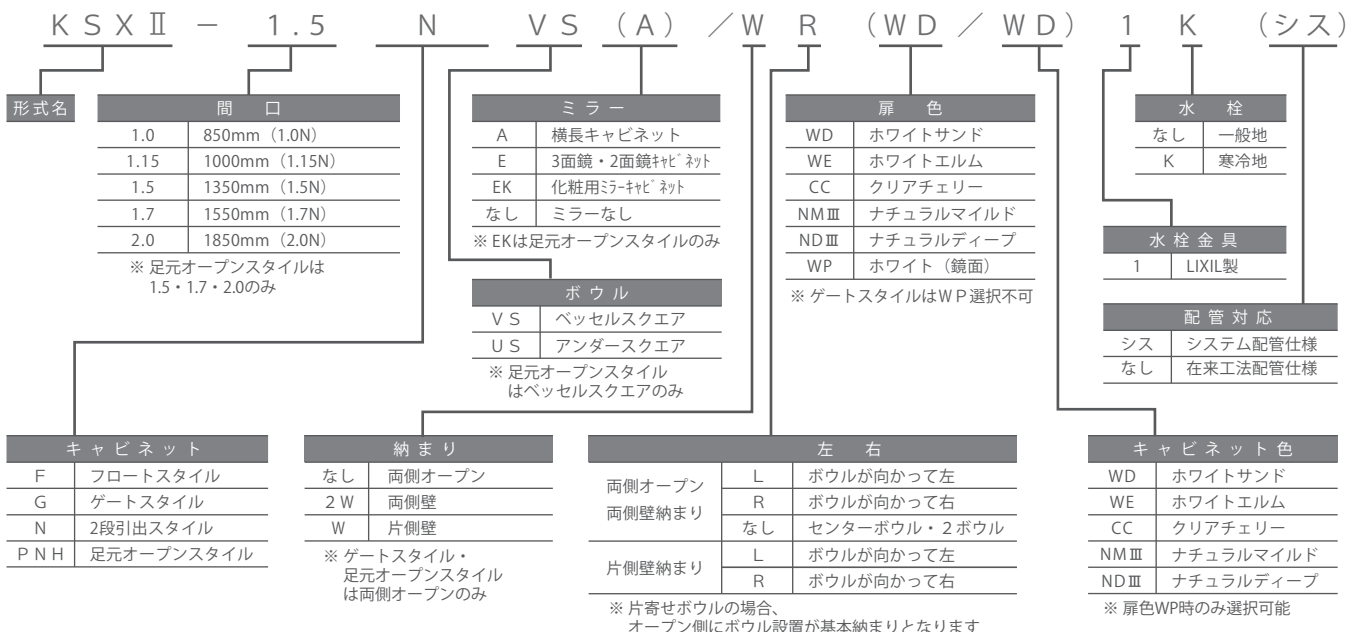 KSXⅡ－1.5 N VS(A)／WR(WD／WD)1K(シス)
形式名
間 口
1.0 850mm（1.0N）
1.15 1000mm（1.15N）
1.5 1350mm（1.5N）
1.7 1550mm（1.7N）
2.0 1850mm（2.0N）
※ 足元オープンスタイルは
1.5・1.7・2.0のみ
ミラー
A 横長キャビネット
E 3面鏡・2面鏡ｷｬﾋﾞﾈｯﾄ
EK 化粧用ﾐﾗｰｷｬﾋﾞﾈｯﾄ
なし ミラーなし
※ EKは足元オープンスタイルのみ
ボウル
VS ベッセルスクエア
US アンダースクエア
※ 足元オープンスタイル
はベッセルスクエアのみ
扉 色
WD ホワイトサンド
WE ホワイトエルム
CC クリアチェリー
NMⅢ ナチュラルマイルド
NDⅢ ナチュラルディープ
WP ホワイト（鏡面）
※ ゲートスタイルはＷＰ選択不可
水 栓
なし 一般地
K 寒冷地
水栓金具
1 LIXIL製
配管対応
シス システム配管仕様
なし 在来工法配管仕様
キャビネット
F フロートスタイル
G ゲートスタイル
N 2段引出スタイル
PNH 足元オープンスタイル
納まり
なし 両側オープン
2W 両側壁
W 片側壁
※ ゲートスタイル・
足元オープンスタイル
は両側オープンのみ
左 右
両側オープン
両側壁納まり
L ボウルが向かって左
R ボウルが向かって右
なし センターボウル・2ボウル
片側壁納まり
L ボウルが向かって左
R ボウルが向かって右
※ 片寄せボウルの場合、
オープン側にボウル設置が基本納まりとなります
キャビネット色
WD ホワイトサンド
WE ホワイトエルム
CC クリアチェリー
NMⅢ ナチュラルマイルド
NDⅢ ナチュラルディープ
※ 扉色WP時のみ選択可能